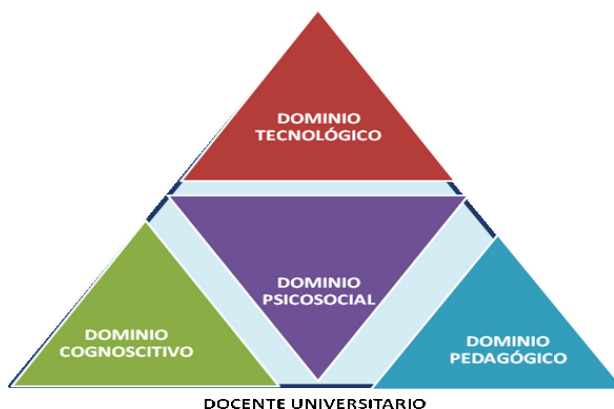 DOMINIO
TECNOLÓGICO
DOMINIO
PSICOSOCIAL
DOMINIO
COGNOSCITIVO
DOMINIO
PEDAGÓGICO
DOCENTE UNIVERSITARIO